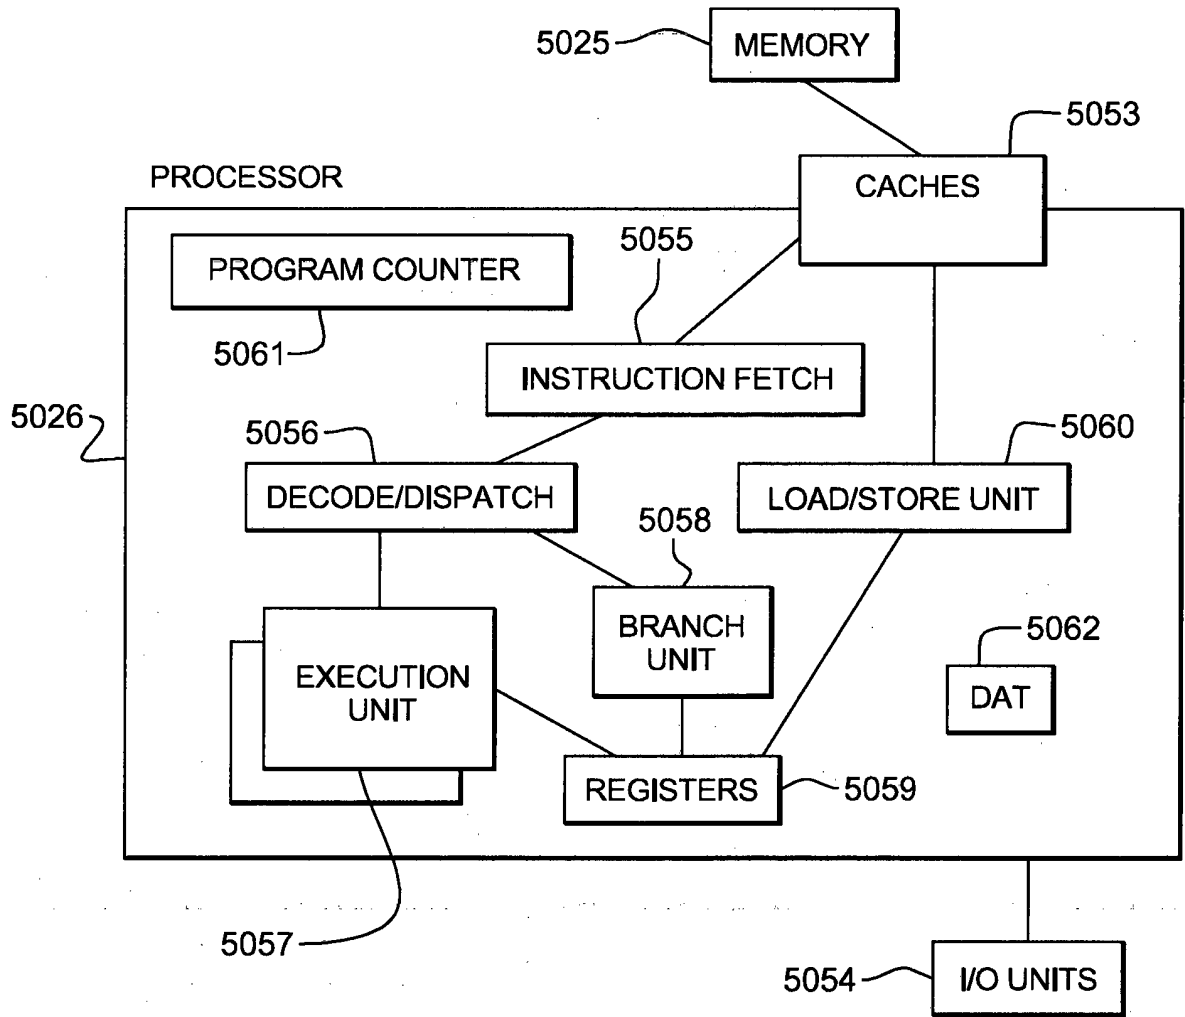 5025
MEMORY
5053
CACHES
PROCESSOR
5055
PROGRAM COUNTER
5061
INSTRUCTION FETCH
5026
5056
5060
DECODE/DISPATCH
LOAD/STORE UNIT
5058
BRANCH
UNIT
5062
EXECUTION
UNIT
DAT
REGISTERS
5059
5057
5054
I/O UNITS